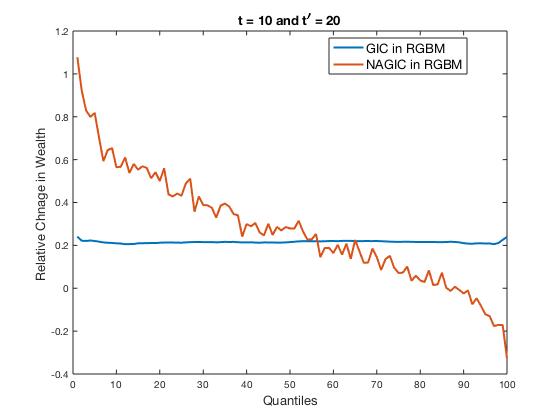 t = 10 and t′ = 20
GIC in RGBM
NAGIC in RGBM
Relative Chnage in Wealth
1.2
1
0.8
0.6
0.4
0.2
0
-0.2
-0.4
0 10 20 30 40 50 60 70 80 90 100
Quantiles